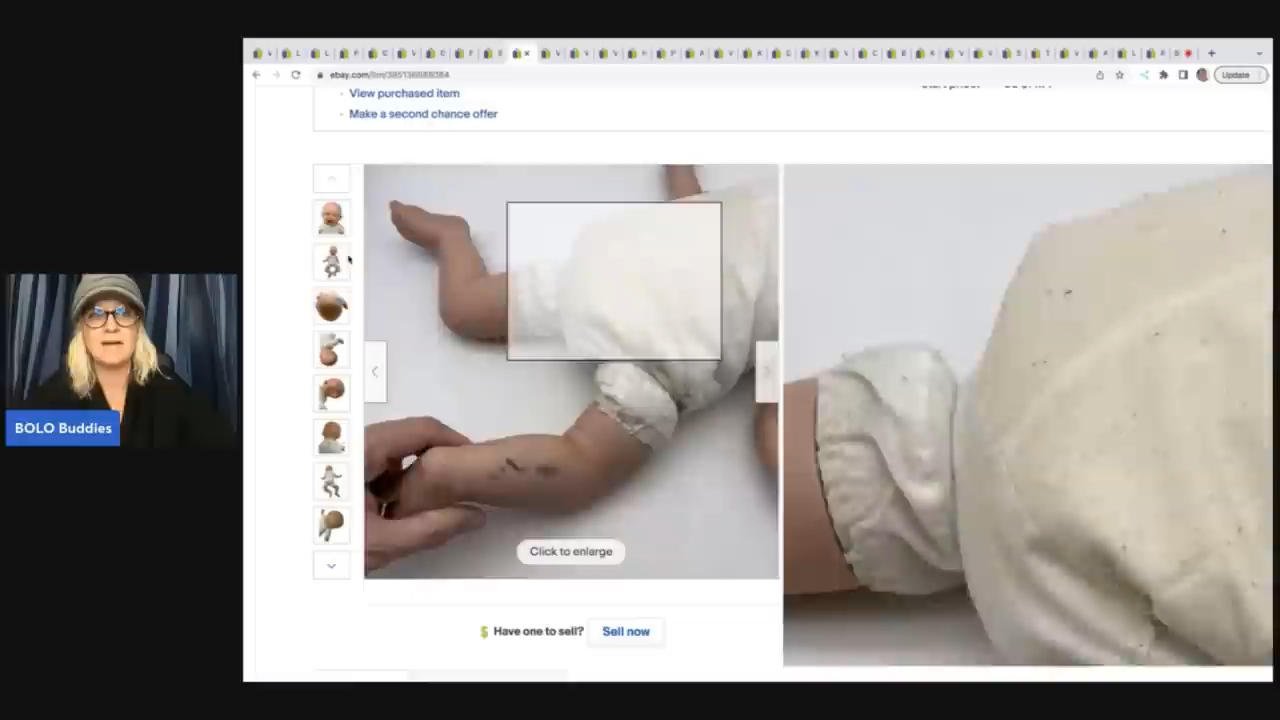 Update
View purchased item
Make a second chance offer
BOLO Buddies
Click to enlarge
Have one to sell?
Sell now